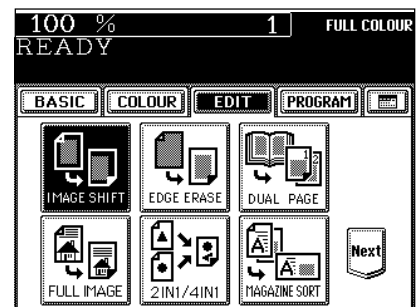 100 % 1 FULL COLOUR
READY
BASIC COLOUR EDIT PROGRAM
IMAGE SHIFT EDGE ERASE DUAL PAGE
FULL IMAGE 2IN1/4IN1 MAGAZINE SORT Next